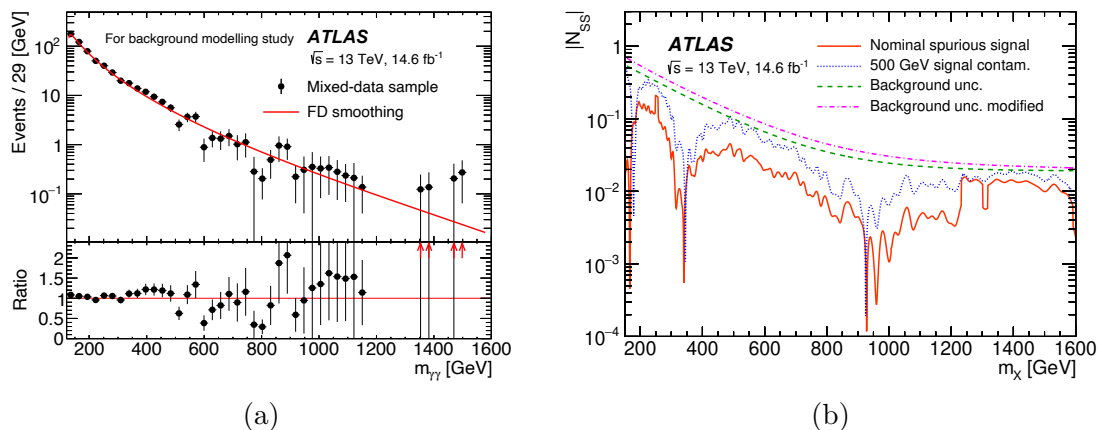 Events / 29 [GeV]
10²
10
1
10⁻¹
For background modelling study
ATLAS
√s = 13 TeV, 14.6 fb⁻¹
Mixed-data sample
FD smoothing
Ratio
2
1.5
1
0.5
0
200 400 600 800 1000 1200 1400 1600
mγγ [GeV]
(a)
|NSS|
1
10⁻¹
10⁻²
10⁻³
10⁻⁴
ATLAS
√s = 13 TeV, 14.6 fb⁻¹
Nominal spurious signal
500 GeV signal contam.
Background unc.
Background unc. modified
200 400 600 800 1000 1200 1400 1600
mX [GeV]
(b)